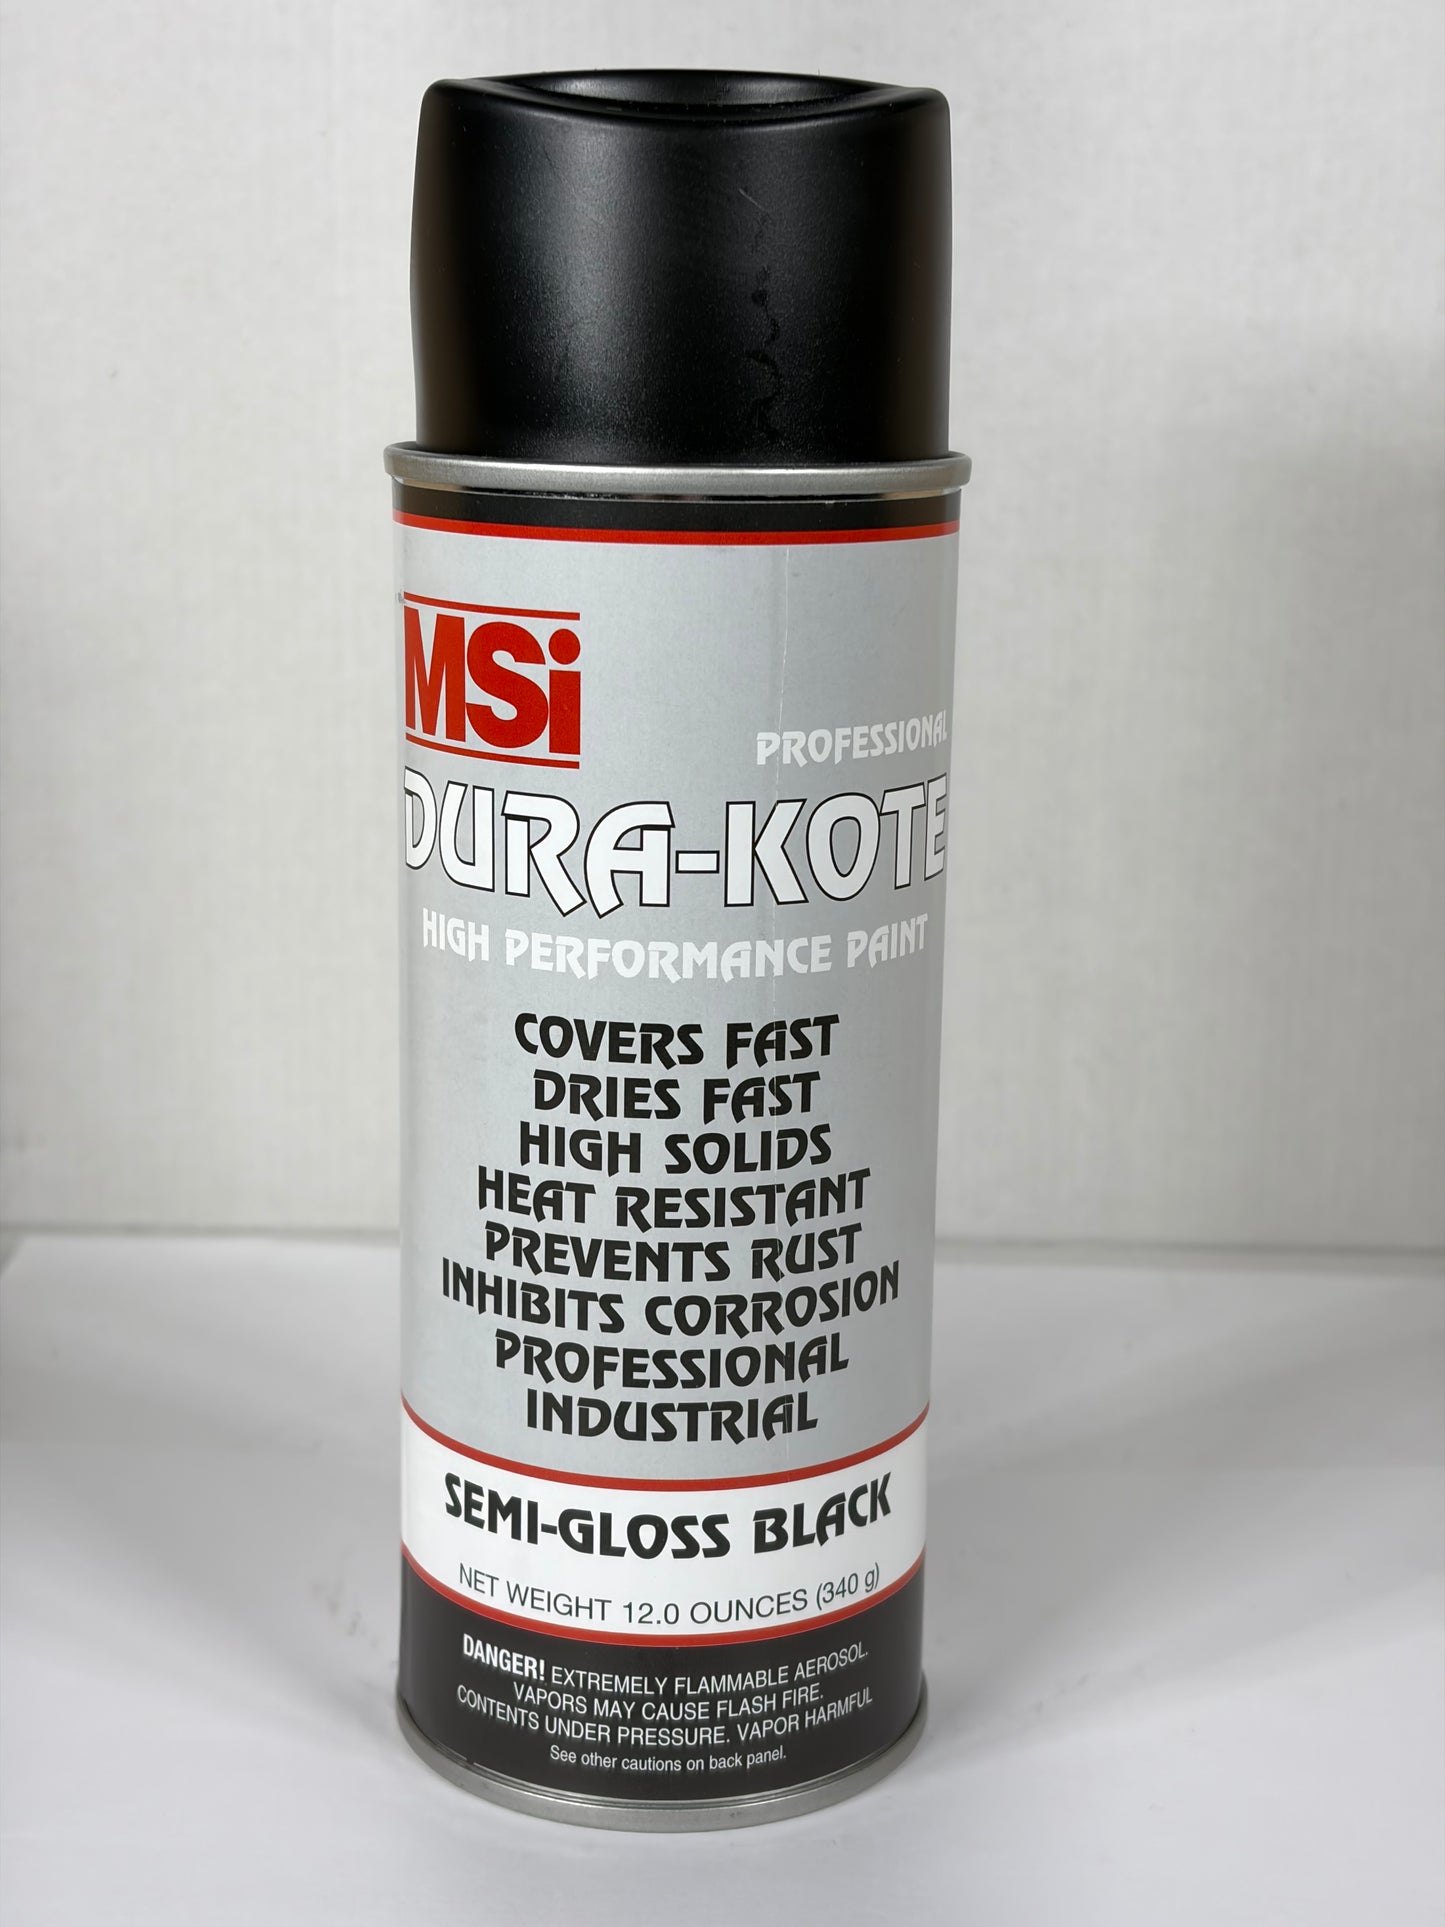 MSi
PROFESSIONAL
DURA-KOTE
HIGH PERFORMANCE PAINT
COVERS FAST
DRIES FAST
HIGH SOLIDS
HEAT RESISTANT
PREVENTS RUST
INHIBITS CORROSION
PROFESSIONAL
INDUSTRIAL
SEMI-GLOSS BLACK
NET WEIGHT 12.0 OUNCES (340 g)
DANGER! EXTREMELY FLAMMABLE AEROSOL.
VAPORS MAY CAUSE FLASH FIRE.
CONTENTS UNDER PRESSURE. VAPOR HARMFUL
See other cautions on back panel.